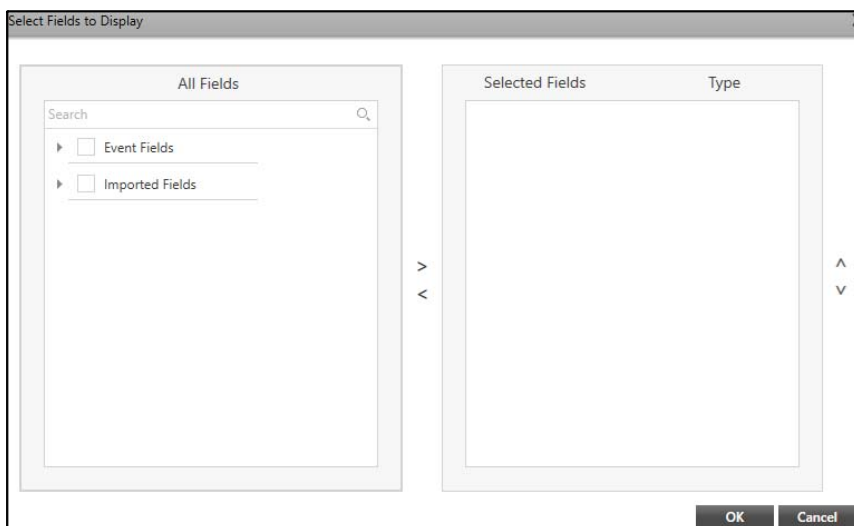 Select Fields to Display
All Fields
Selected Fields Type
Search
Event Fields
Imported Fields
>
<
^
v
OK Cancel